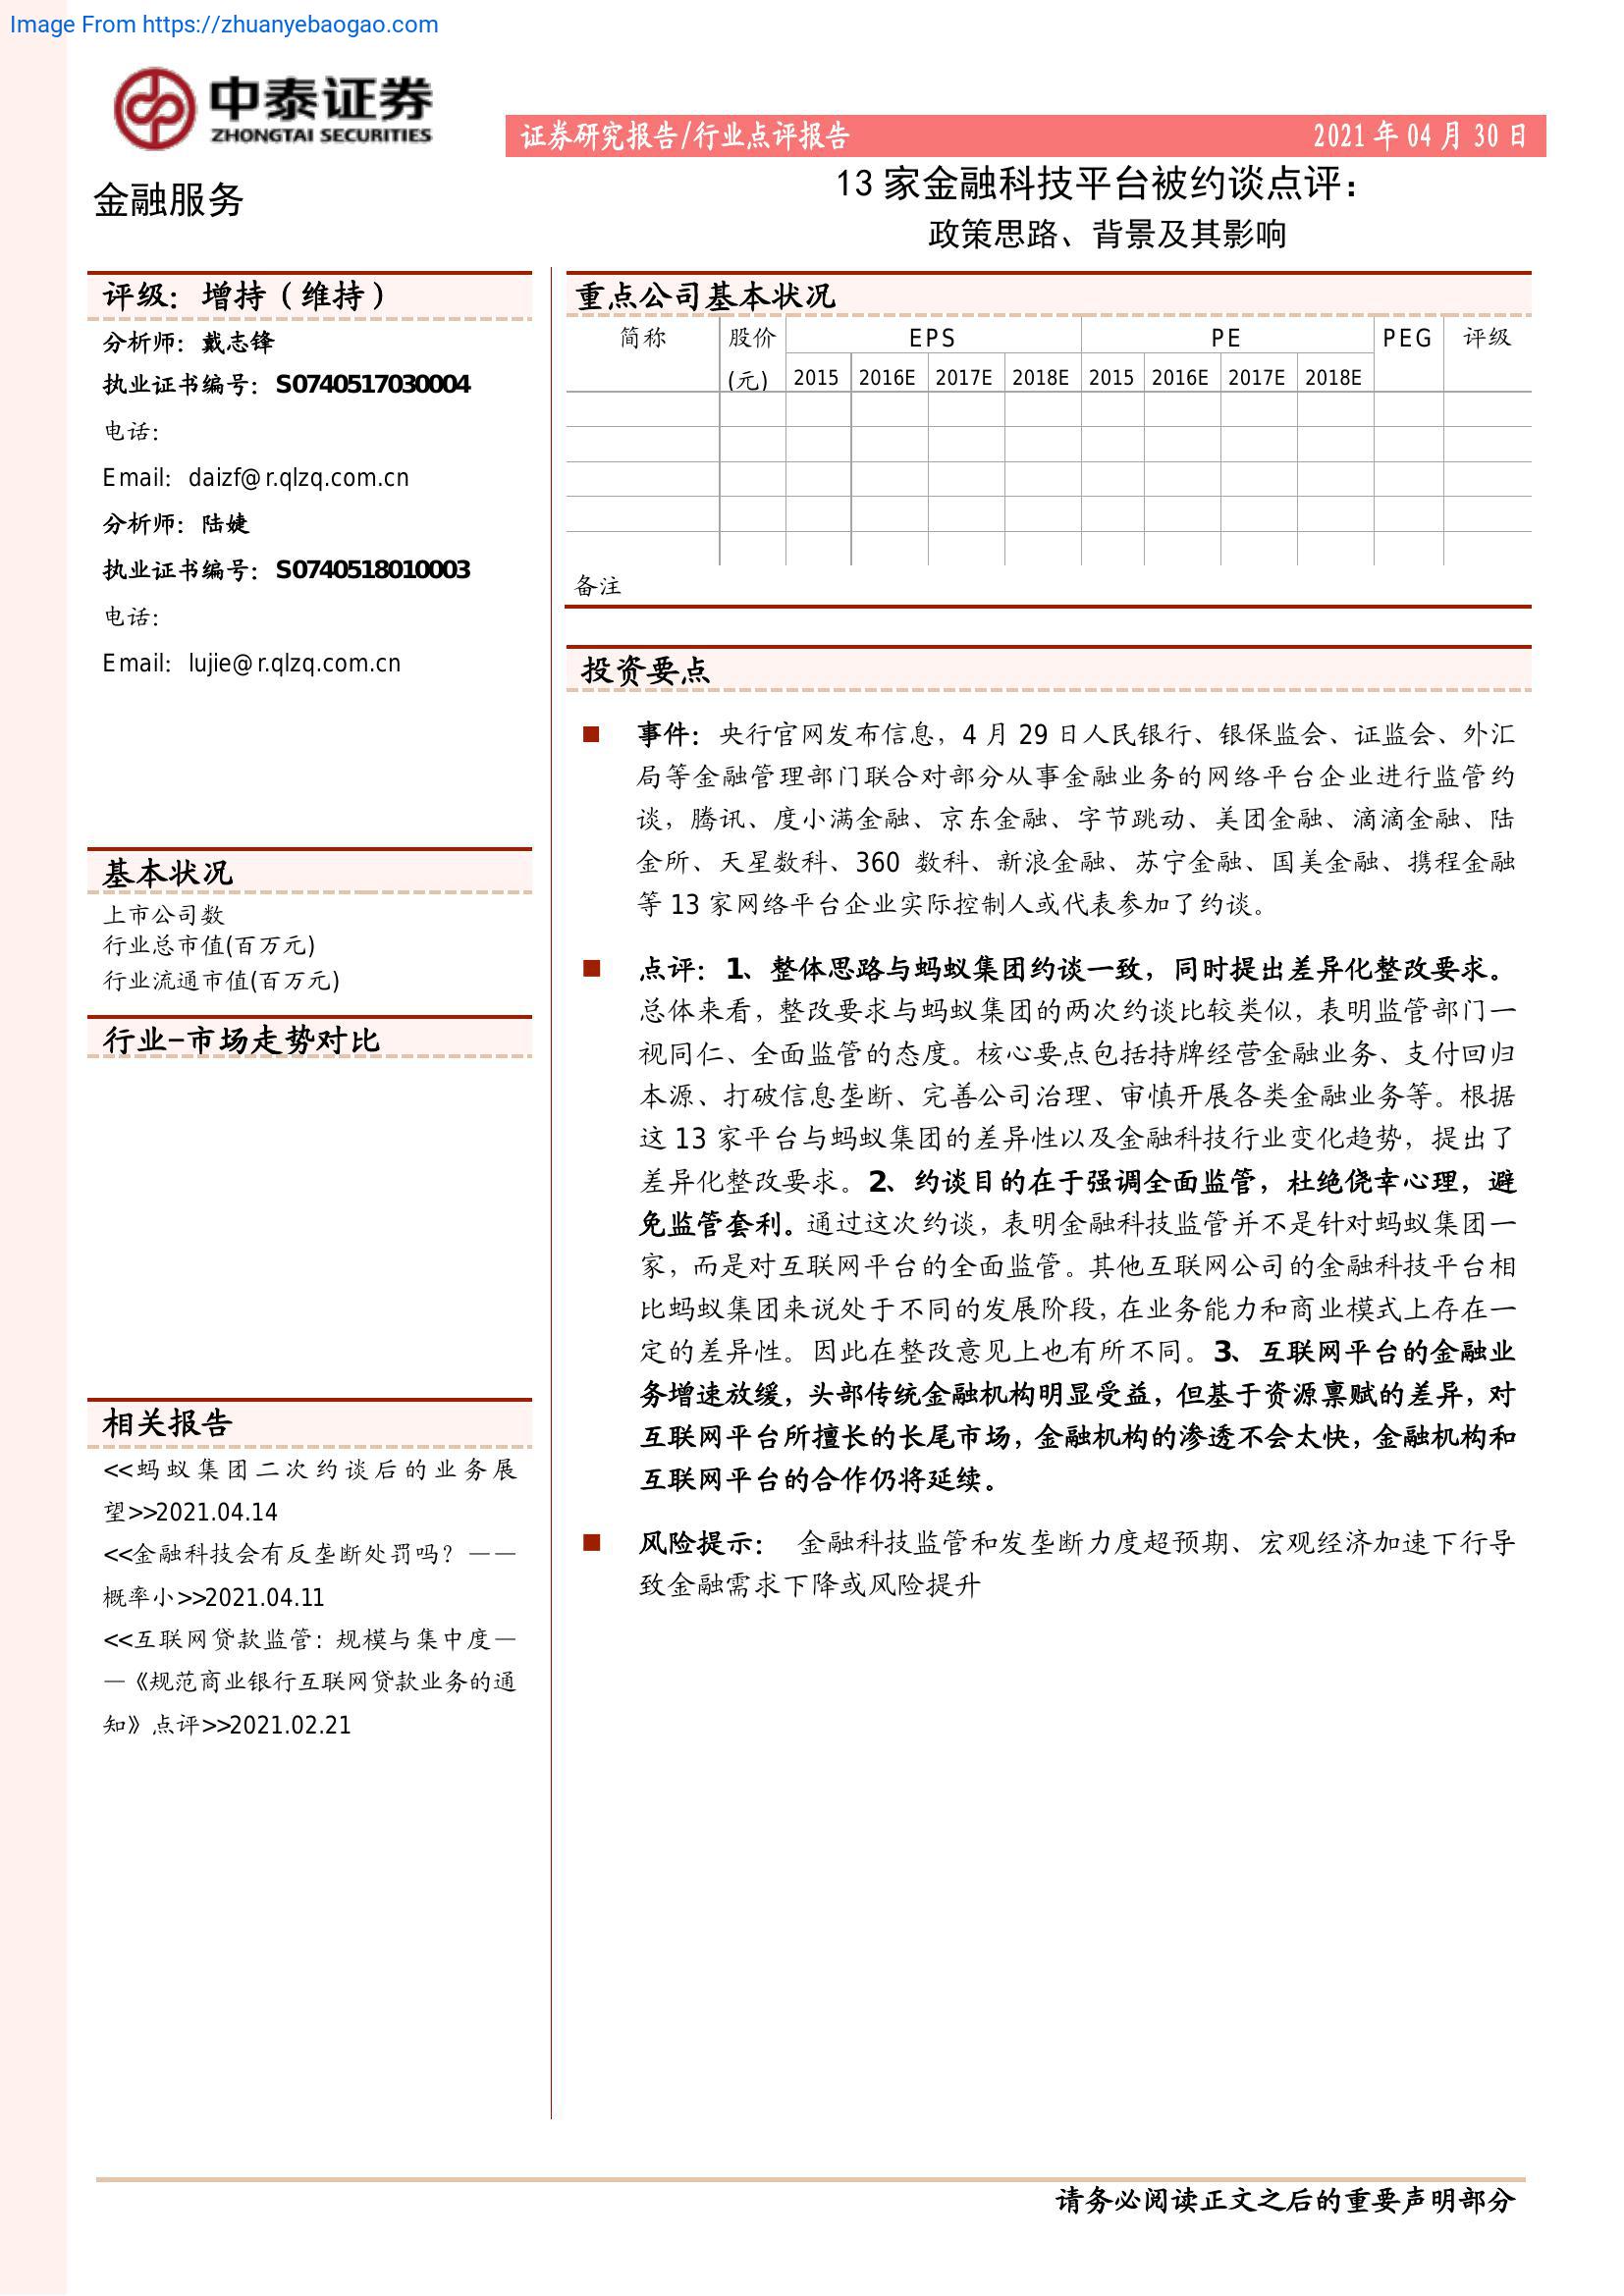 Image From https://zhuanyebaogao.com
中泰证券
ZHONGTAI SECURITIES
证券研究报告/行业点评报告
2021 年 04 月 30 日
金融服务
13 家金融科技平台被约谈点评：
政策思路、背景及其影响
评级：增持（维持）
分析师：戴志锋
执业证书编号：S0740517030004
电话：
Email：daizf@r.qlzq.com.cn
分析师：陆婕
执业证书编号：S0740518010003
电话：
Email：lujie@r.qlzq.com.cn
基本状况
上市公司数
行业总市值(百万元)
行业流通市值(百万元)
行业-市场走势对比
相关报告
<<蚂蚁集团二次约谈后的业务展
望>>2021.04.14
<<金融科技会有反垄断处罚吗？——
概率小>>2021.04.11
<<互联网贷款监管：规模与集中度—
—《规范商业银行互联网贷款业务的通
知》点评>>2021.02.21
重点公司基本状况
简称 股价 EPS PE PEG 评级
(元) 2015 2016E 2017E 2018E 2015 2016E 2017E 2018E
备注
投资要点
■ 事件：央行官网发布信息，4 月 29 日人民银行、银保监会、证监会、外汇
局等金融管理部门联合对部分从事金融业务的网络平台企业进行监管约
谈，腾讯、度小满金融、京东金融、字节跳动、美团金融、滴滴金融、陆
金所、天星数科、360 数科、新浪金融、苏宁金融、国美金融、携程金融
等 13 家网络平台企业实际控制人或代表参加了约谈。
■ 点评：1、整体思路与蚂蚁集团约谈一致，同时提出差异化整改要求。
总体来看，整改要求与蚂蚁集团的两次约谈比较类似，表明监管部门一
视同仁、全面监管的态度。核心要点包括持牌经营金融业务、支付回归
本源、打破信息垄断、完善公司治理、审慎开展各类金融业务等。根据
这 13 家平台与蚂蚁集团的差异性以及金融科技行业变化趋势，提出了
差异化整改要求。2、约谈目的在于强调全面监管，杜绝侥幸心理，避
免监管套利。通过这次约谈，表明金融科技监管并不是针对蚂蚁集团一
家，而是对互联网平台的全面监管。其他互联网公司的金融科技平台相
比蚂蚁集团来说处于不同的发展阶段，在业务能力和商业模式上存在一
定的差异性。因此在整改意见上也有所不同。3、互联网平台的金融业
务增速放缓，头部传统金融机构明显受益，但基于资源禀赋的差异，对
互联网平台所擅长的长尾市场，金融机构的渗透不会太快，金融机构和
互联网平台的合作仍将延续。
■ 风险提示： 金融科技监管和发垄断力度超预期、宏观经济加速下行导
致金融需求下降或风险提升
请务必阅读正文之后的重要声明部分